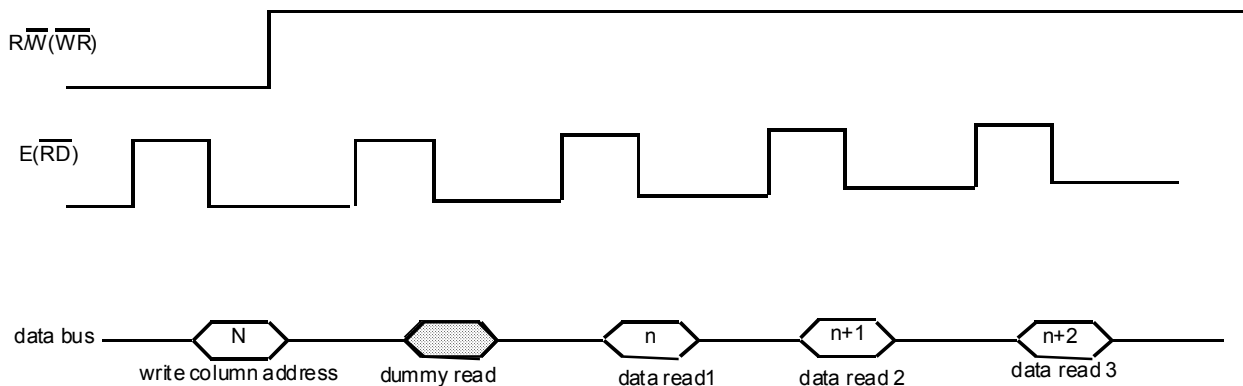 R/W(WR)
E(RD)
data bus
N
n
n+1
n+2
write column address
dummy read
data read1
data read 2
data read 3